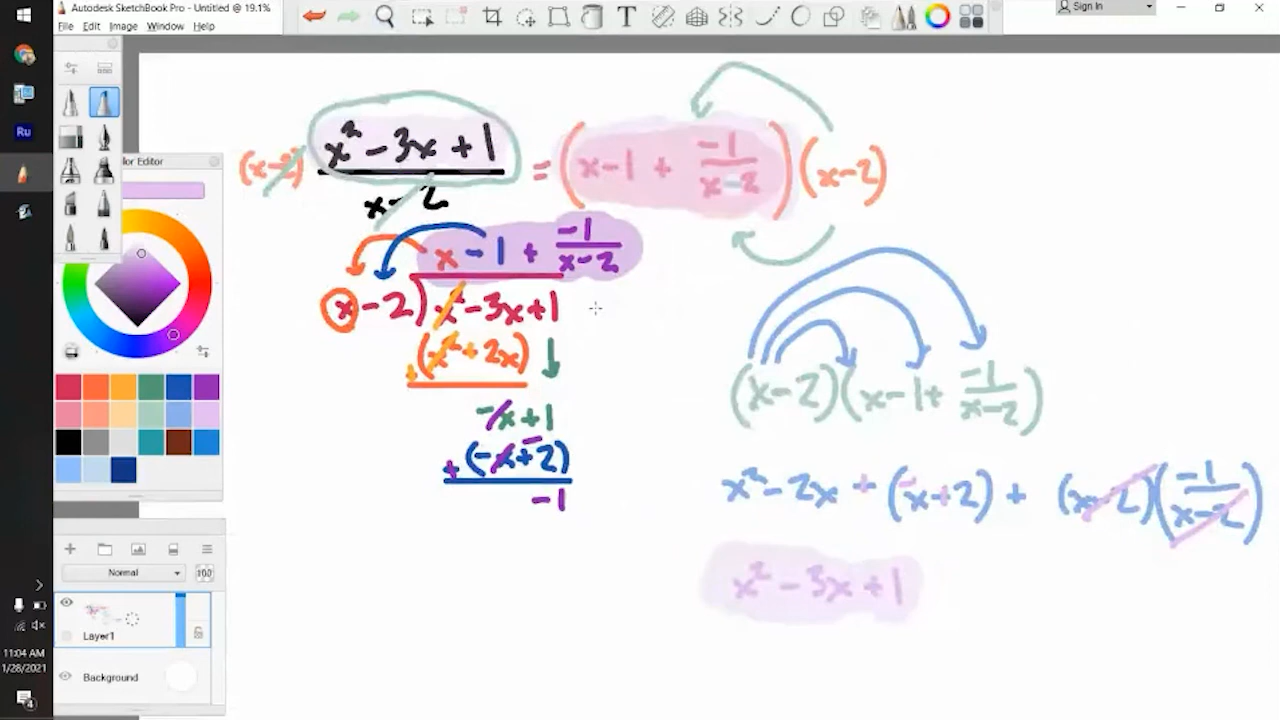 Autodesk SketchBook Pro - Untitled @ 19.1%
File Edit Image Window Help
T
Sign In
Ru
lor Editor
Normal 100
Layer1
Background
11:04 AM
1/28/2021
4
(x-2) x² - 3x + 1 = (x - 1 + -1 / x-2)(x-2)
x - 2
x - 1 + -1 / x-2
x - 2) x² - 3x + 1
+ (x² + 2x)
-x + 1
+ (-x + 2)
-1
(x-2)(x-1+ -1 / x-2)
x² - 2x + (-x+2) + (x-2)(-1 / x-2)
x² - 3x + 1